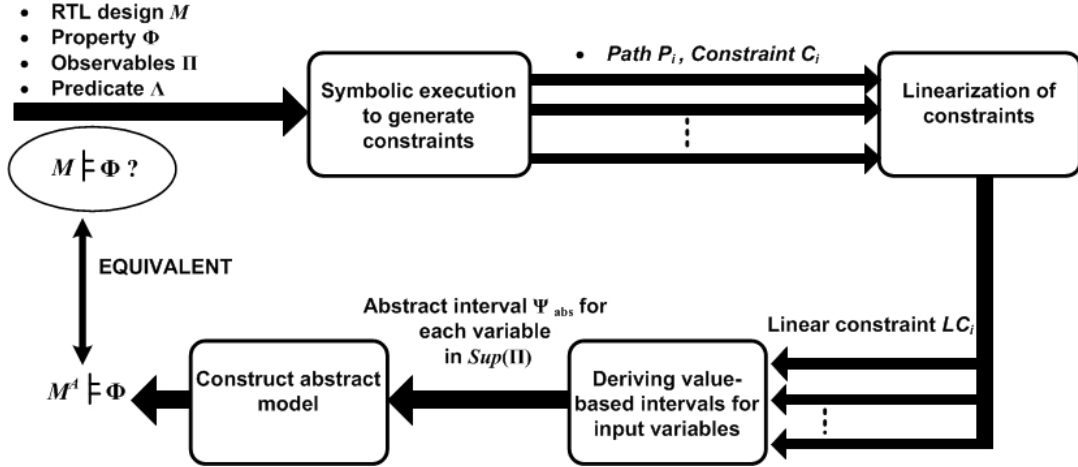 • RTL design M
• Property Φ
• Observables Π
• Predicate Λ
Symbolic execution
to generate
constraints
• Path Pᵢ , Constraint Cᵢ
Linearization of
constraints
M ⊨ Φ ?
EQUIVALENT
Linear constraint LCᵢ
Abstract interval Ψ abs for
each variable
in Sup(Π)
Deriving value-
based intervals for
input variables
Construct abstract
model
Mᴬ ⊨ Φ